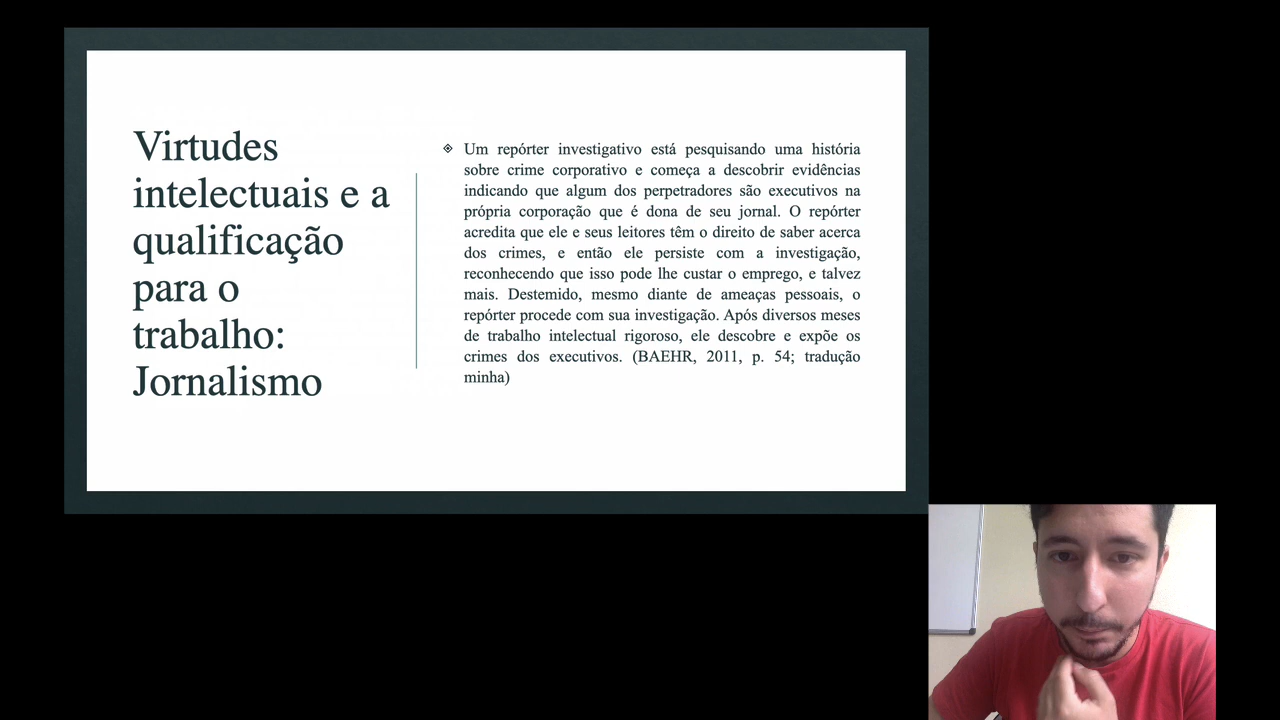 Virtudes
intelectuais e a
qualificação
para o
trabalho:
Jornalismo
Um repórter investigativo está pesquisando uma história
sobre crime corporativo e começa a descobrir evidências
indicando que algum dos perpetradores são executivos na
própria corporação que é dona de seu jornal. O repórter
acredita que ele e seus leitores têm o direito de saber acerca
dos crimes, e então ele persiste com a investigação,
reconhecendo que isso pode lhe custar o emprego, e talvez
mais. Destemido, mesmo diante de ameaças pessoais, o
repórter procede com sua investigação. Após diversos meses
de trabalho intelectual rigoroso, ele descobre e expõe os
crimes dos executivos. (BAEHR, 2011, p. 54; tradução
minha)